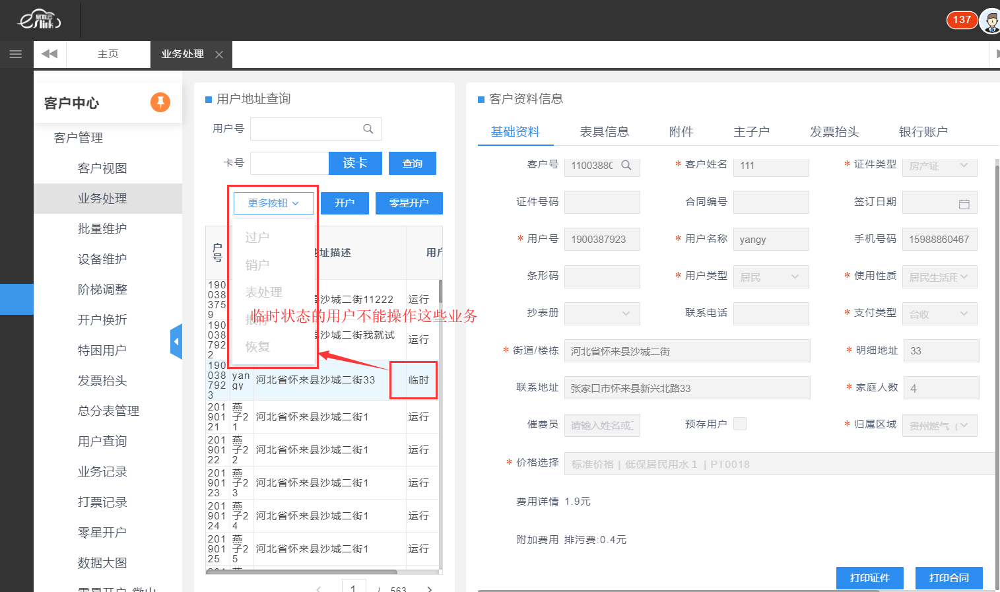 易联云
eslink
137
主页
业务处理
客户中心
客户管理
客户视图
业务处理
批量维护
设备维护
阶梯调整
开户换折
特困用户
发票抬头
总分表管理
用户查询
业务记录
打票记录
零星开户
数据大图
用户地址查询
用户号
卡号
读卡
查询
更多按钮
开户
零星开户
过户
销户
表处理
恢复
临时状态的用户不能操作这些业务
户号
址描述
用户
1900383759
县沙城二街11222
运行
1900387922
县沙城二街我就试
运行
1900387923
yangy
河北省怀来县沙城二街33
临时
20190121
燕子21
河北省怀来县沙城二街1
运行
20190122
燕子22
河北省怀来县沙城二街1
运行
20190123
燕子23
河北省怀来县沙城二街1
运行
20190124
燕子24
河北省怀来县沙城二街1
运行
20190125
燕子25
河北省怀来县沙城二街1
运行
1 / 563
客户资料信息
基础资料
表具信息
附件
主子户
发票抬头
银行账户
客户号 11003880
* 客户姓名 111
* 证件类型 房产证
证件号码
合同编号
签订日期
* 用户号 1900387923
* 用户名称 yangy
手机号码 15988860467
条形码
* 用户类型 居民
* 使用性质 居民生活用
抄表册
联系电话
* 支付类型 台收
* 街道/楼栋 河北省怀来县沙城二街
* 明细地址 33
联系地址 张家口市怀来县新兴北路33
* 家庭人数 4
催费员 请输入姓名或工
预存用户
* 归属区域 贵州燃气（
* 价格选择 标准价格 | 低保居民用水1 | PT0018
费用详情 1.9元
附加费用 排污费:0.4元
打印证件
打印合同